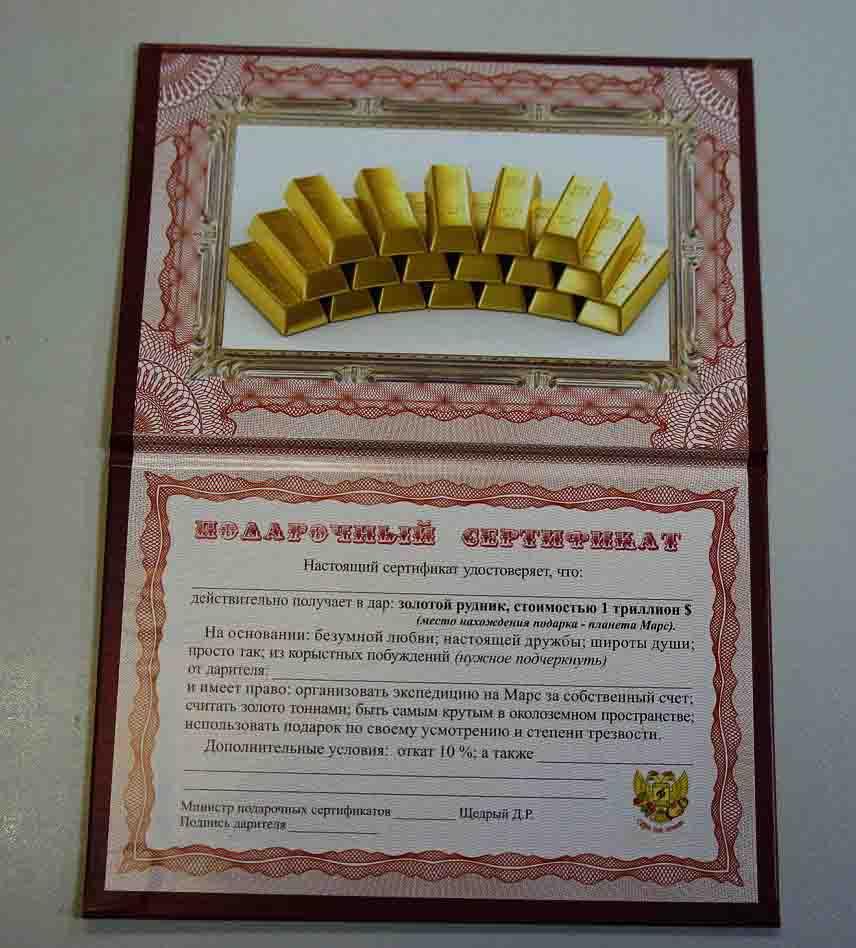 ПОДАРОЧНЫЙ СЕРТИФИКАТ
Настоящий сертификат удостоверяет, что:
действительно получает в дар: золотой рудник, стоимостью 1 триллион $
(место нахождения подарка - планета Марс).
На основании: безумной любви; настоящей дружбы; широты души;
просто так; из корыстных побуждений (нужное подчеркнуть)
от дарителя:
и имеет право: организовать экспедицию на Марс за собственный счет;
считать золото тоннами; быть самым крутым в околоземном пространстве;
использовать подарок по своему усмотрению и степени трезвости.
Дополнительные условия: откат 10 %; а также
Министр подарочных сертификатов Щедрый Д.Р.
Подпись дарителя